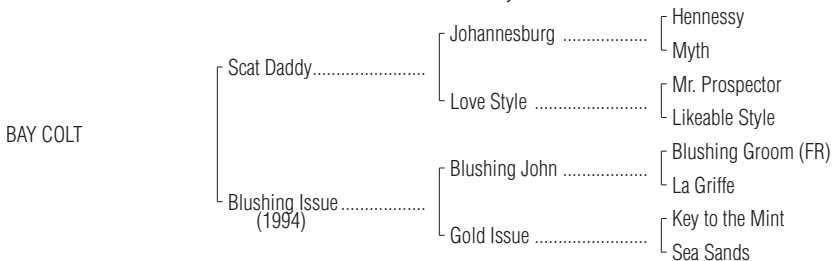 Hennessy
Johannesburg ..................
Myth
Scat Daddy........................
Mr. Prospector
Love Style ........................
Likeable Style
BAY COLT
Blushing Groom (FR)
Blushing John ..................
La Griffe
Blushing Issue..................
(1994)
Key to the Mint
Gold Issue ........................
Sea Sands